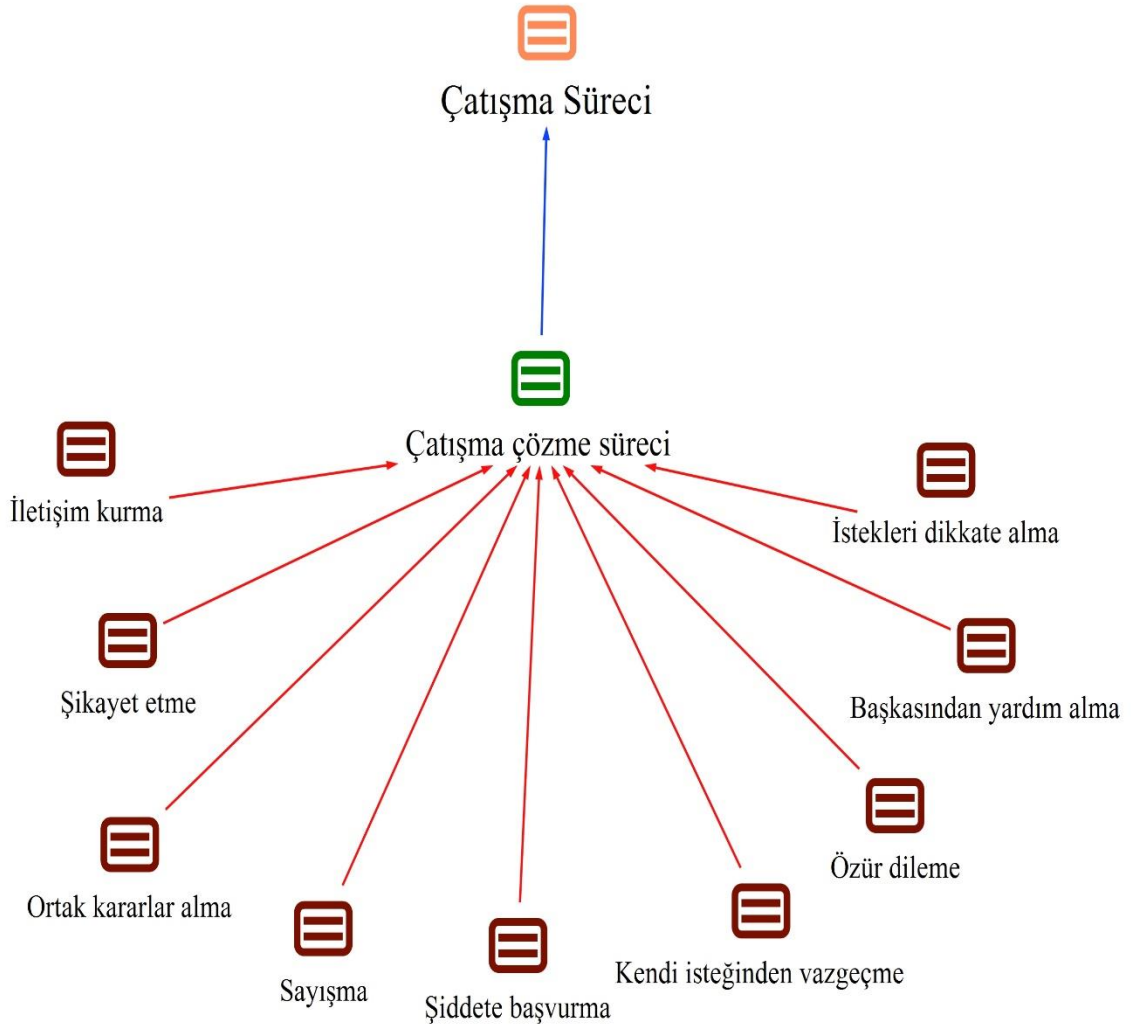 Çatışma Süreci
Çatışma çözme süreci
İletişim kurma
İstekleri dikkate alma
Şikayet etme
Başkasından yardım alma
Ortak kararlar alma
Özür dileme
Sayışma
Kendi isteğinden vazgeçme
Şiddete başvurma